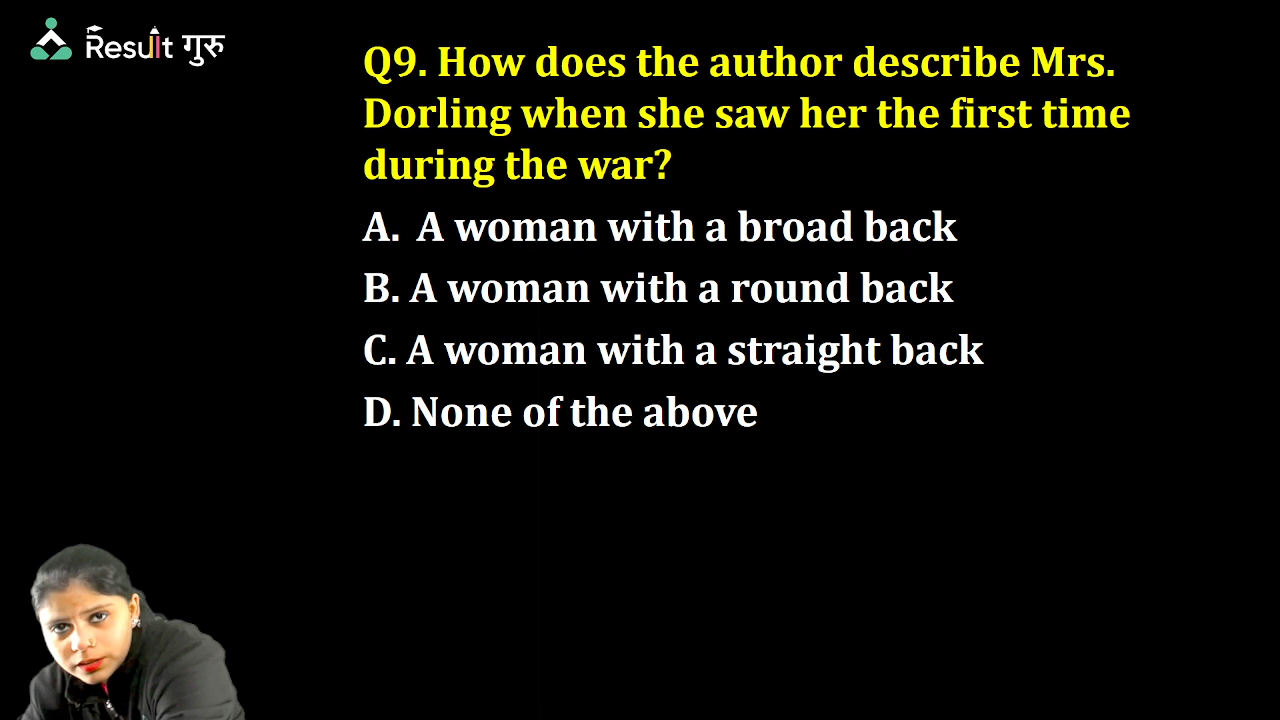 Result गुरु
Q9. How does the author describe Mrs.
Dorling when she saw her the first time
during the war?
A. A woman with a broad back
B. A woman with a round back
C. A woman with a straight back
D. None of the above